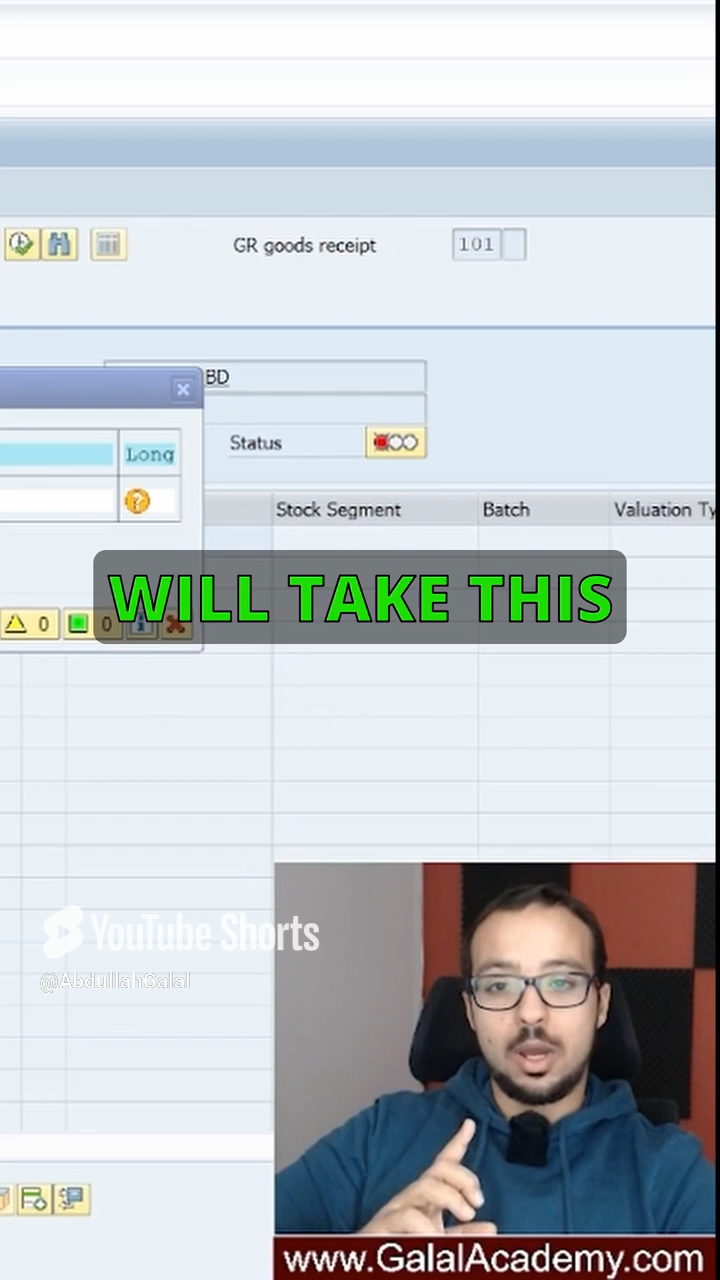 GR goods receipt 101
BD
Long
Status
Stock Segment Batch Valuation Ty
WILL TAKE THIS
0 0
YouTube Shorts
@AbdullahGalal
www.GalalAcademy.com